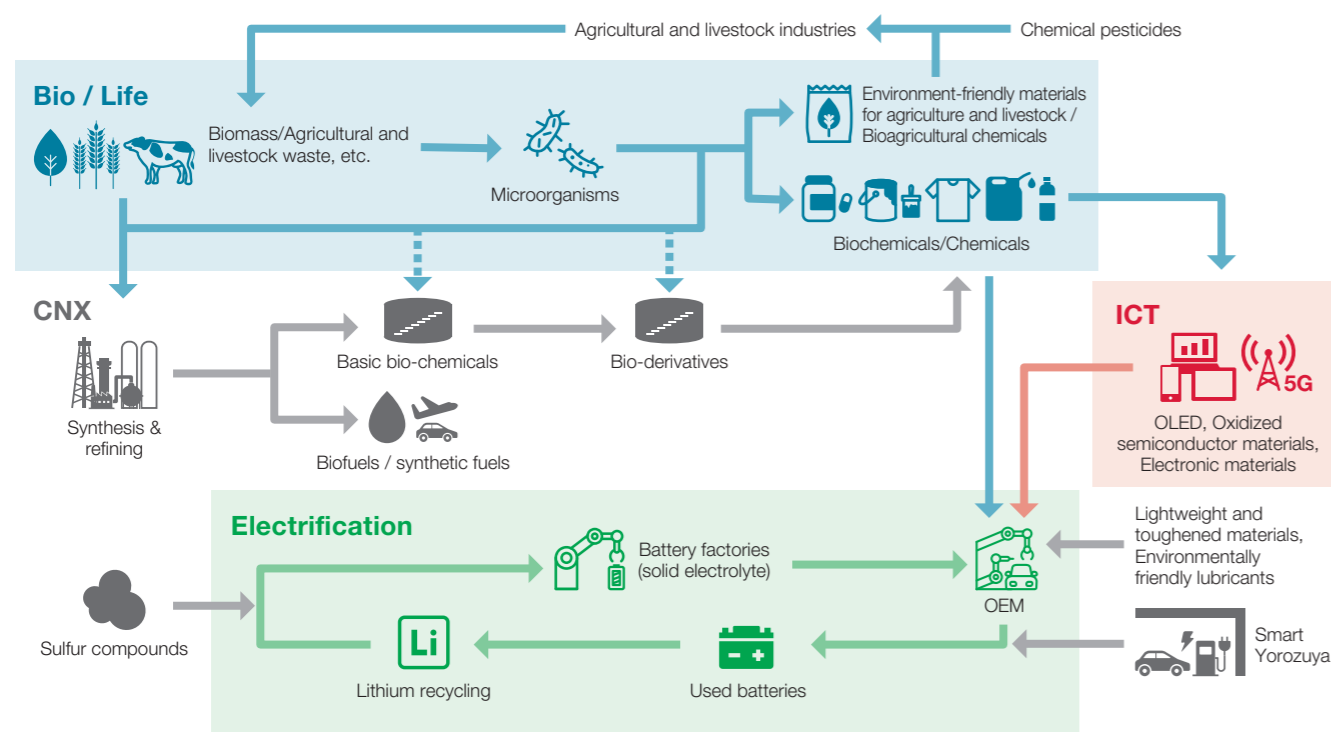 Agricultural and livestock industries
Chemical pesticides
Bio / Life
Biomass/Agricultural and
livestock waste, etc.
Microorganisms
Environment-friendly materials
for agriculture and livestock /
Bioagricultural chemicals
Biochemicals/Chemicals
CNX
Synthesis &
refining
Basic bio-chemicals
Bio-derivatives
Biofuels / synthetic fuels
ICT
5G
OLED, Oxidized
semiconductor materials,
Electronic materials
Electrification
Battery factories
(solid electrolyte)
OEM
Lightweight and
toughened materials,
Environmentally
friendly lubricants
Sulfur compounds
Li
Lithium recycling
- +
Used batteries
Smart
Yorozuya